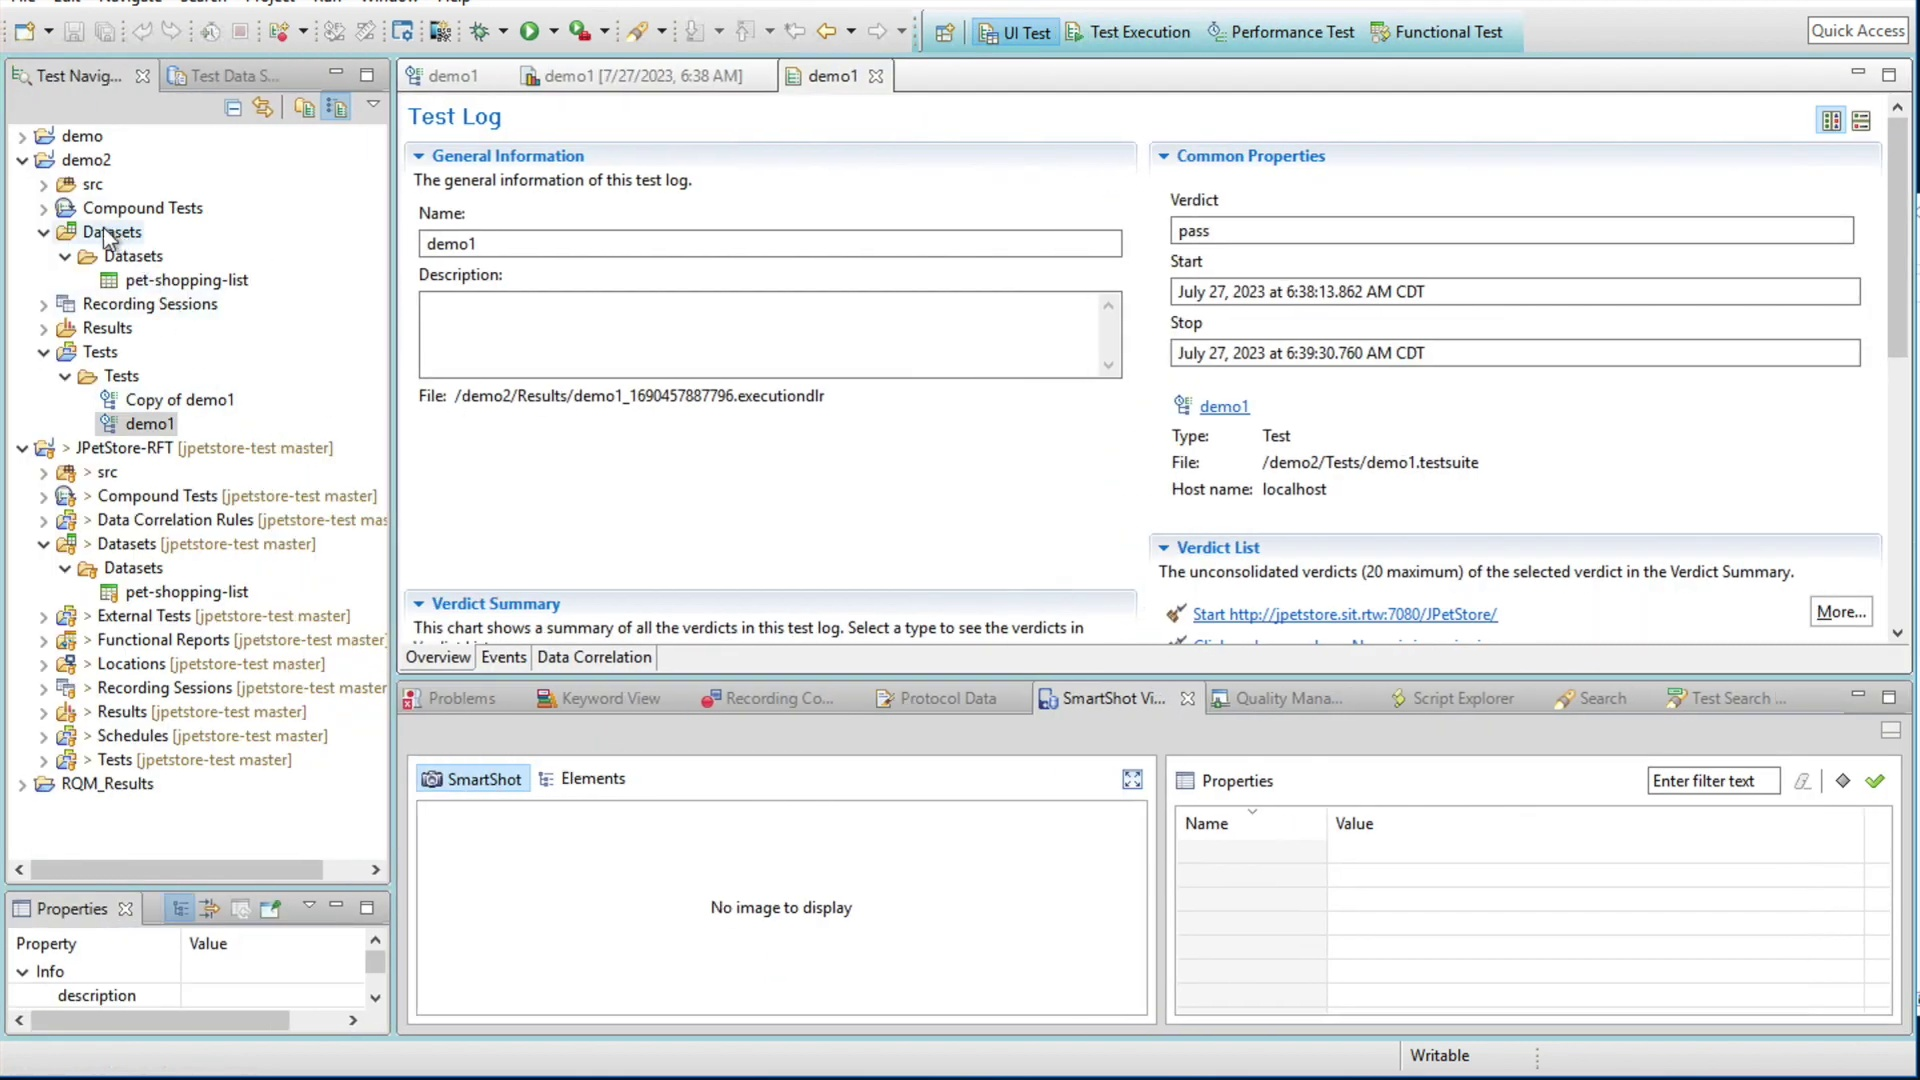 UI Test
Test Execution
Performance Test
Functional Test
Quick Access
Test Navig...
Test Data S...
demo
demo2
src
Compound Tests
Datasets
Datasets
pet-shopping-list
Recording Sessions
Results
Tests
Tests
Copy of demo1
demo1
> JPetStore-RFT [jpetstore-test master]
> src
> Compound Tests [jpetstore-test master]
> Data Correlation Rules [jpetstore-test mas
> Datasets [jpetstore-test master]
Datasets
pet-shopping-list
> External Tests [jpetstore-test master]
> Functional Reports [jpetstore-test master
> Locations [jpetstore-test master]
> Recording Sessions [jpetstore-test master
> Results [jpetstore-test master]
> Schedules [jpetstore-test master]
> Tests [jpetstore-test master]
RQM_Results
Properties
Property Value
Info
description
demo1
demo1 [7/27/2023, 6:38 AM]
demo1
Test Log
General Information
The general information of this test log.
Name:
demo1
Description:
File: /demo2/Results/demo1_1690457887796.executiondlr
Verdict Summary
This chart shows a summary of all the verdicts in this test log. Select a type to see the verdicts in
Common Properties
Verdict
pass
Start
July 27, 2023 at 6:38:13.862 AM CDT
Stop
July 27, 2023 at 6:39:30.760 AM CDT
demo1
Type: Test
File: /demo2/Tests/demo1.testsuite
Host name: localhost
Verdict List
The unconsolidated verdicts (20 maximum) of the selected verdict in the Verdict Summary.
Start http://jpetstore.sit.rtw:7080/JPetStore/
More...
Overview
Events
Data Correlation
Problems
Keyword View
Recording Co...
Protocol Data
SmartShot Vi...
Quality Mana...
Script Explorer
Search
Test Search ...
SmartShot
Elements
No image to display
Properties
Enter filter text
Name Value
Writable